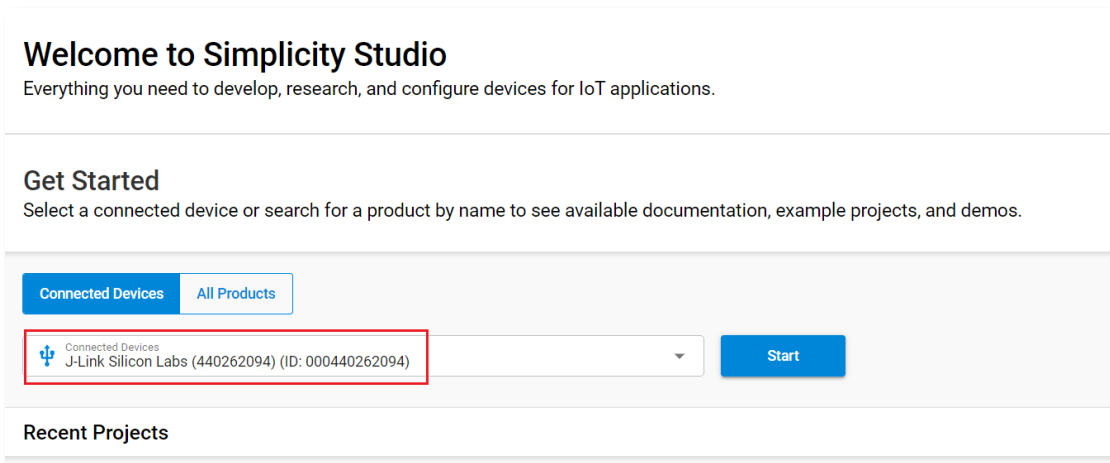 Welcome to Simplicity Studio
Everything you need to develop, research, and configure devices for IoT applications.
Get Started
Select a connected device or search for a product by name to see available documentation, example projects, and demos.
Connected Devices All Products
Connected Devices
J-Link Silicon Labs (440262094) (ID: 000440262094)
Start
Recent Projects